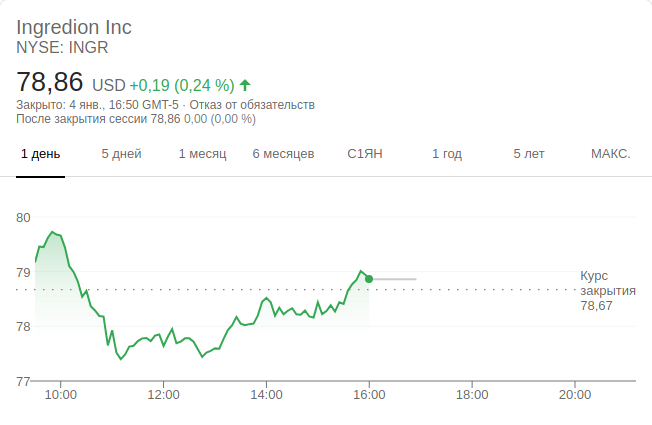 Ingredion Inc
NYSE: INGR
78,86 USD +0,19 (0,24 %)
Закрыто: 4 янв., 16:50 GMT-5 · Отказ от обязательств
После закрытия сессии 78,86 0,00 (0,00 %)
1 день 5 дней 1 месяц 6 месяцев С1ЯН 1 год 5 лет МАКС.
80
79
Курс
закрытия
78,67
78
77
10:00 12:00 14:00 16:00 18:00 20:00